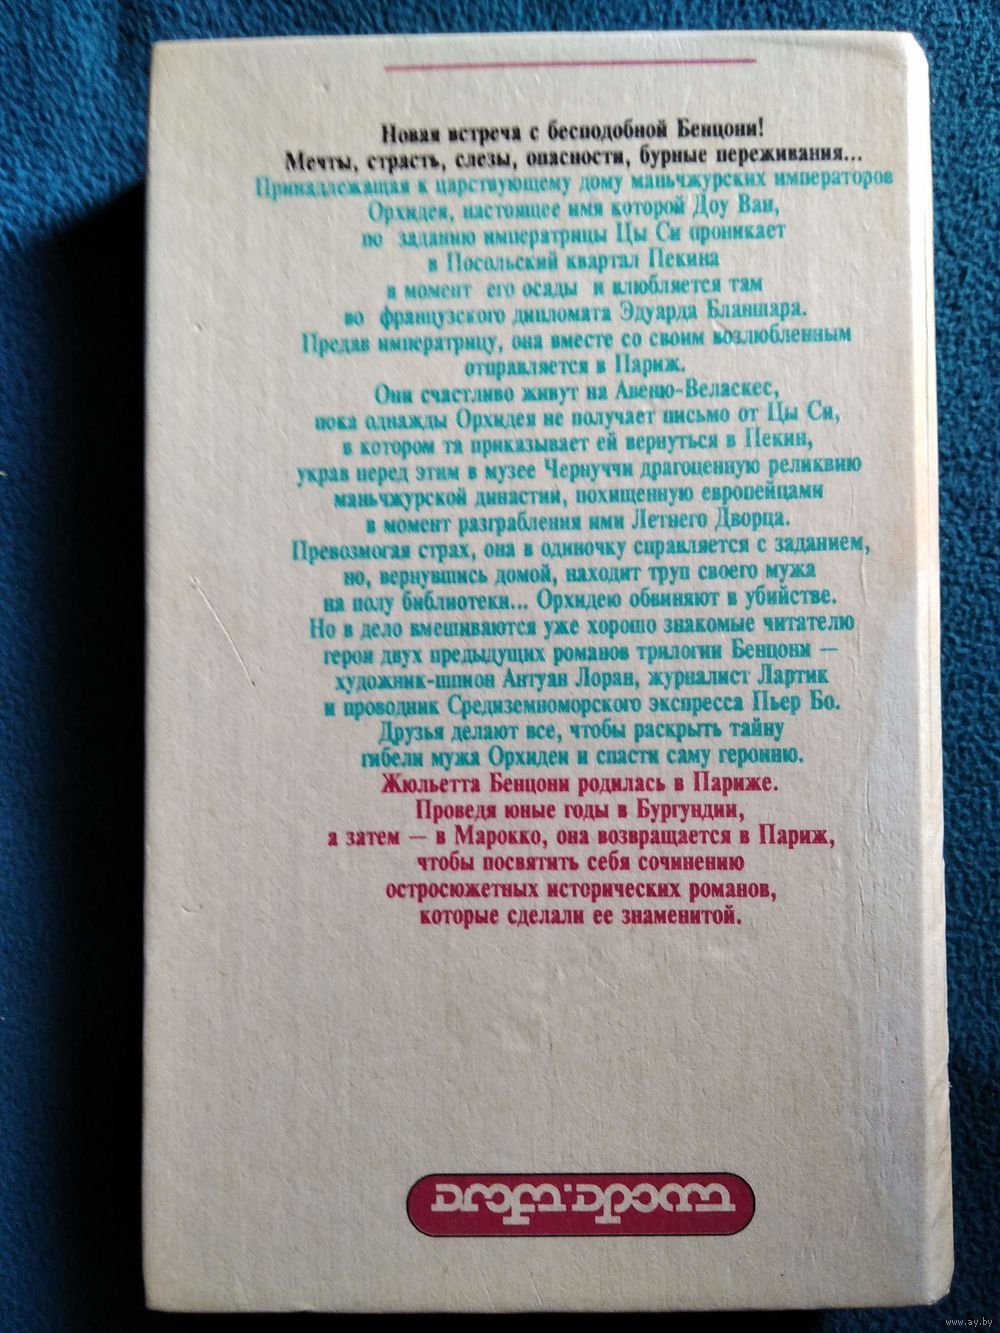 Новая встреча с бесподобной Бенцони!
Мечты, страсть, слезы, опасности, бурные переживания...
Принадлежащая к царствующему дому маньчжурских императоров
Орхидея, настоящее имя которой Доу Ван,
по заданию императрицы Цы Си проникает
в Посольский квартал Пекина
в момент его осады и влюбляется там
во французского дипломата Эдуарда Бланшара.
Предав императрицу, она вместе со своим возлюбленным
отправляется в Париж.
Они счастливо живут на Авеню-Веласкес,
пока однажды Орхидея не получает письмо от Цы Си,
в котором та приказывает ей вернуться в Пекин,
украв перед этим в музее Чернуччи драгоценную реликвию
маньчжурской династии, похищенную европейцами
в момент разграбления ими Летнего Дворца.
Превозмогая страх, она в одиночку справляется с заданием,
но, вернувшись домой, находит труп своего мужа
на полу библиотеки... Орхидею обвиняют в убийстве.
Но в дело вмешиваются уже хорошо знакомые читателю
герои двух предыдущих романов трилогии Бенцони —
художник-шпион Антуан Лоран, журналист Лартик
и проводник Средиземноморского экспресса Пьер Бо.
Друзья делают все, чтобы раскрыть тайну
гибели мужа Орхидеи и спасти саму героиню.
Жюльетта Бенцони родилась в Париже.
Проведя юные годы в Бургундии,
а затем — в Марокко, она возвращается в Париж,
чтобы посвятить себя сочинению
остросюжетных исторических романов,
которые сделали ее знаменитой.
www.ay.by